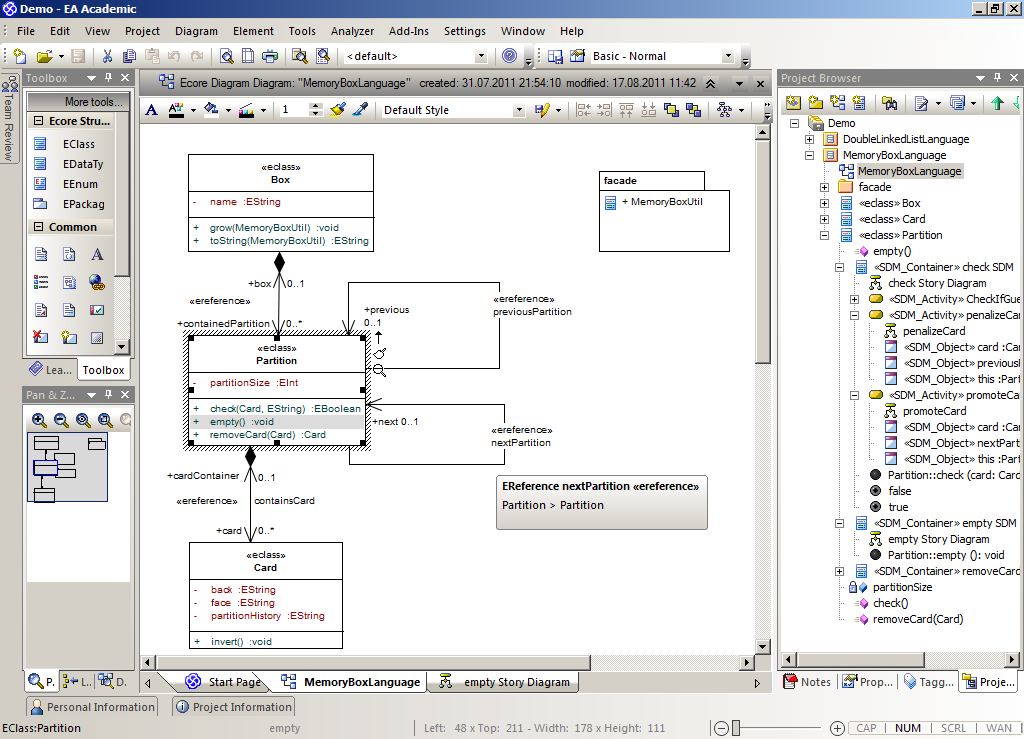 Demo - EA Academic
File Edit View Project Diagram Element Tools Analyzer Add-Ins Settings Window Help
<default>
Basic - Normal
Team Review
Toolbox
More tools...
Ecore Stru...
EClass
EDataTy
EEnum
EPackag
Common
Lea...
Toolbox
Pan & Z...
P.
L..
D.
Ecore Diagram Diagram: "MemoryBoxLanguage" created: 31.07.2011 21:54:10 modified: 17.08.2011 11:42
A
1
Default Style
«eclass»
Box
- name :EString
+ grow(MemoryBoxUtil) :void
+ toString(MemoryBoxUtil) :EString
facade
+ MemoryBoxUtil
+box
0..1
«ereference»
+containedPartition
0..*
+previous
0..1
«ereference»
previousPartition
«eclass»
Partition
- partitionSize :EInt
+ check(Card, EString) :EBoolean
+ empty() :void
+ removeCard(Card) :Card
+next 0..1
«ereference»
nextPartition
EReference nextPartition «ereference»
Partition > Partition
+cardContainer
0..1
«ereference»
containsCard
+card
0..*
«eclass»
Card
- back :EString
- face :EString
- partitionHistory :EString
+ invert() :void
Start Page
MemoryBoxLanguage
empty Story Diagram
Project Browser
Demo
DoubleLinkedListLanguage
MemoryBoxLanguage
MemoryBoxLanguage
facade
«eclass» Box
«eclass» Card
«eclass» Partition
empty()
«SDM_Container» check SDM
check Story Diagram
«SDM_Activity» CheckIfGue
«SDM_Activity» penalizeCar
penalizeCard
«SDM_Object» card :Car
«SDM_Object» previousI
«SDM_Object» this :Part
«SDM_Activity» promoteCa
promoteCard
«SDM_Object» card :Car
«SDM_Object» nextParti
«SDM_Object» this :Part
Partition::check (card: Card
false
true
«SDM_Container» empty SDM
empty Story Diagram
Partition::empty (): void
«SDM_Container» removeCard
partitionSize
check()
removeCard(Card)
Notes
Prop...
Tagg...
Proje...
Personal Information
Project Information
EClass:Partition
empty
Left: 48 x Top: 211 - Width: 178 x Height: 111
CAP NUM SCRL WAN